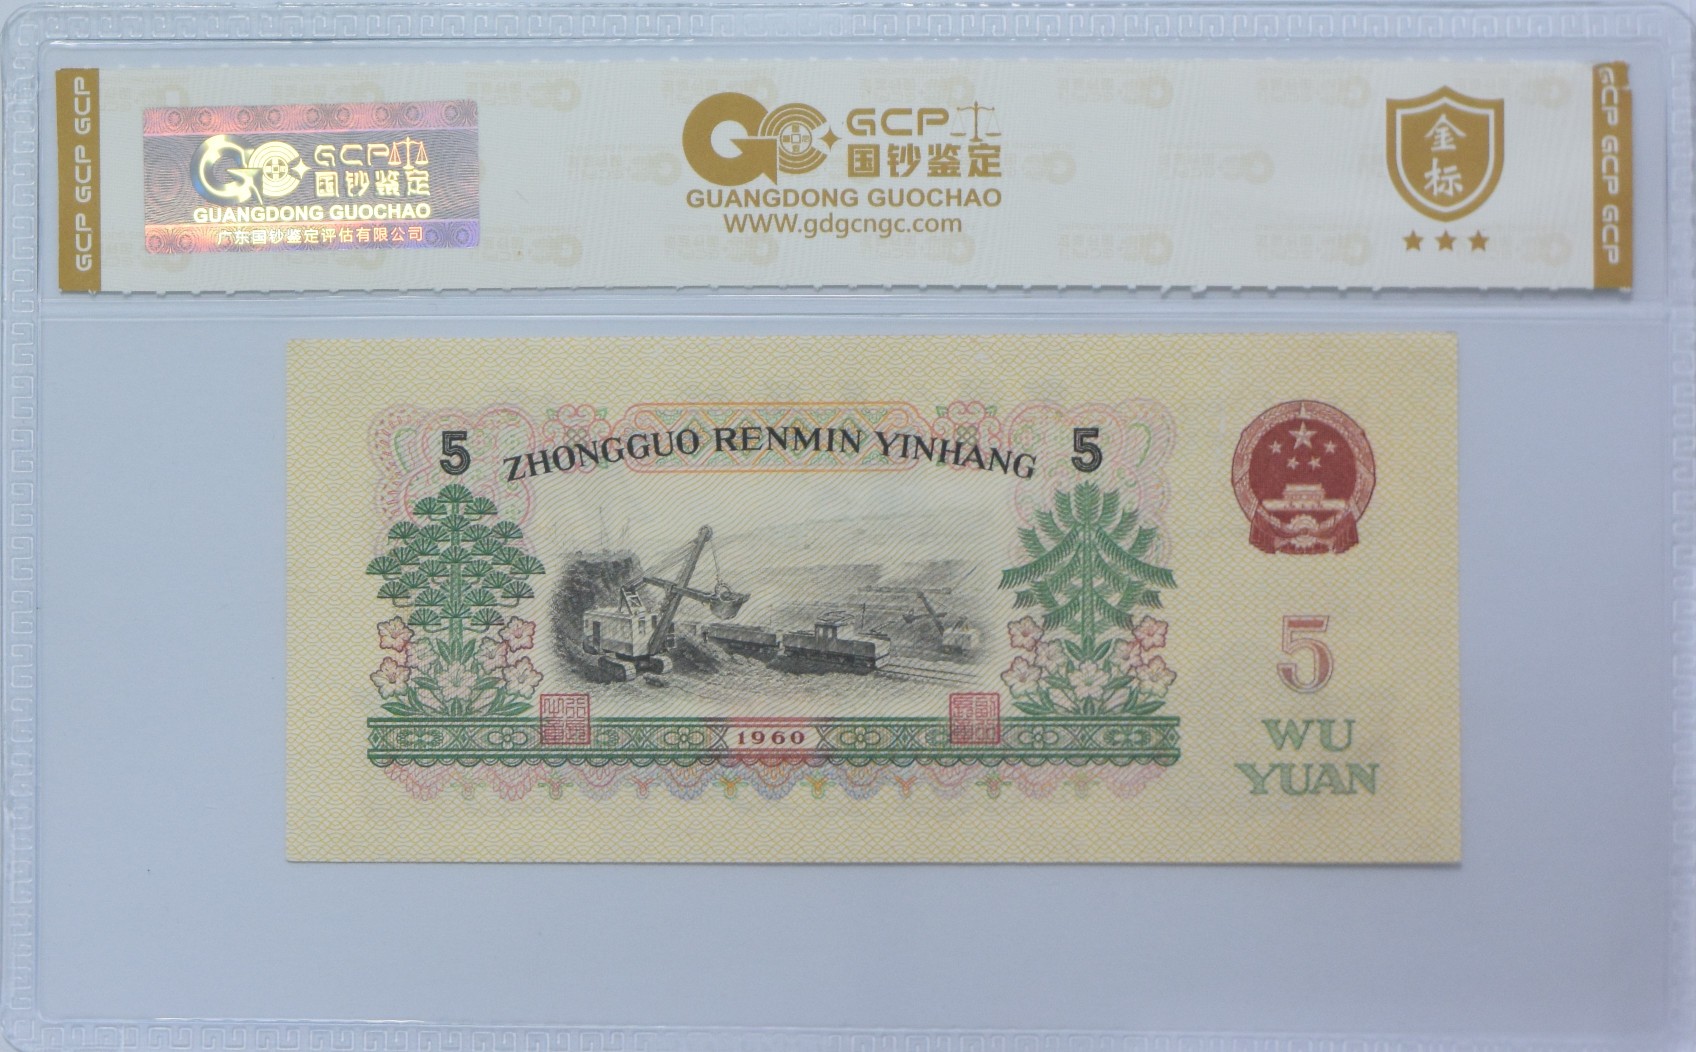 GCP GCP GCP
GCP
国钞鉴定
GUANGDONG GUOCHAO
广东国钞鉴定评估有限公司
GCP
国钞鉴定
GUANGDONG GUOCHAO
WWW.gdgcngc.com
金标
GCP GCP GCP
5
ZHONGGUO RENMIN YINHANG
5
1960
5
WU
YUAN